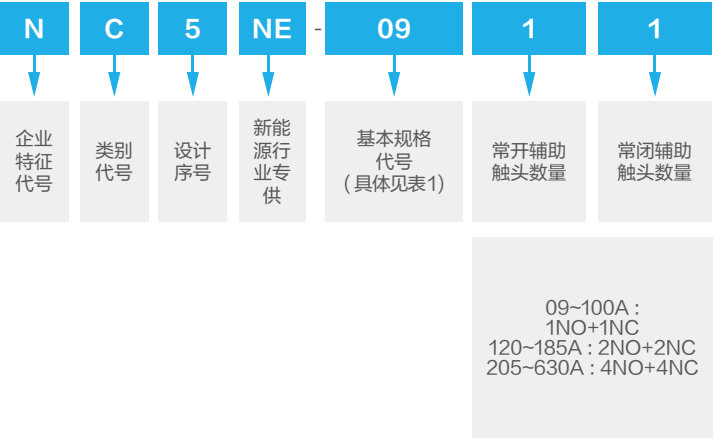 N C 5 NE - 09 1 1
企业
特征
代号
类别
代号
设计
序号
新能
源行
业专
供
基本规格
代号
(具体见表1)
常开辅助
触头数量
常闭辅助
触头数量
09~100A :
1NO+1NC
120~185A : 2NO+2NC
205~630A : 4NO+4NC